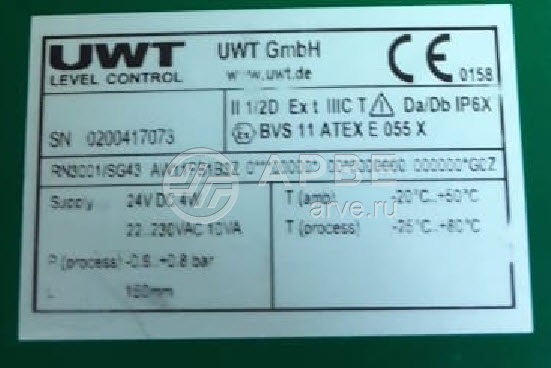 UWT
LEVEL CONTROL
UWT GmbH
www.uwt.de
CE 0158
SN 0200417073
II 1/2D Ex t IIIC T⚠ Da/Db IP6X
Ex BVS 11 ATEX E 055 X
RN3001/SG43
Supply 24V DC 4W
22..230VAC 10VA
P (process) -0.9..+0.8 bar
L 150mm
T (amb) -20°C..+50°C
T (process) -25°C..+80°C
АРВЕ
arve.ru